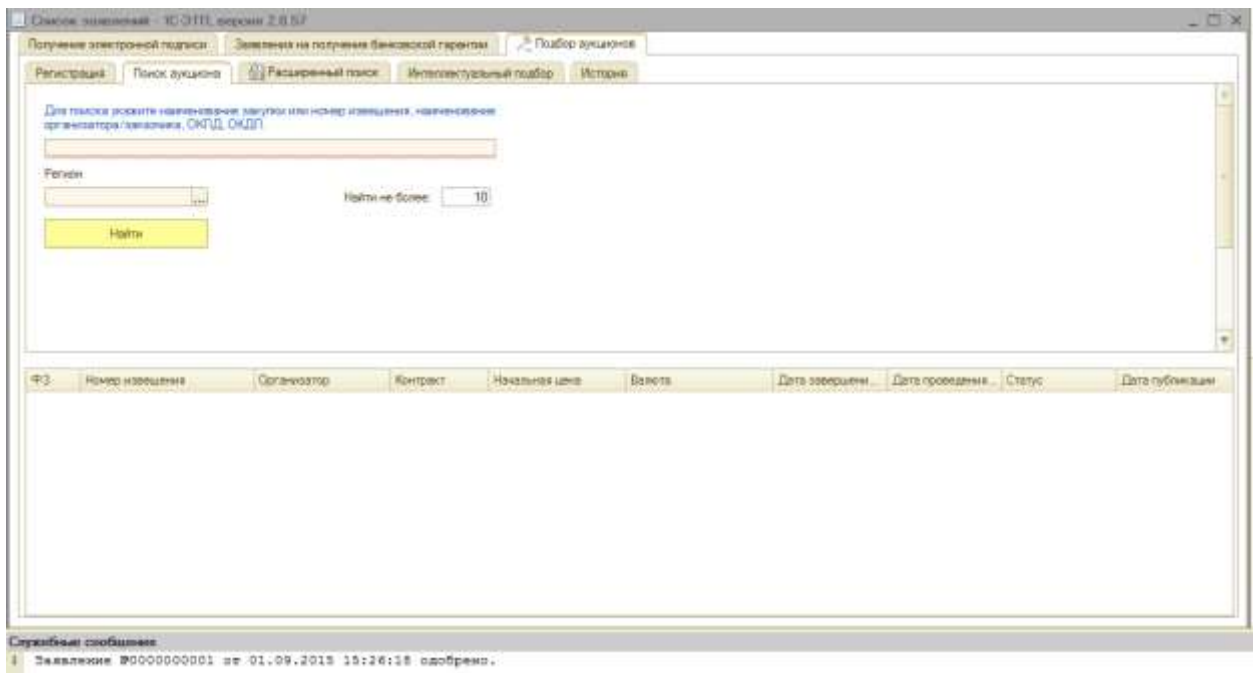 Список заявлений - 1С-ЭТП, версия 2.0.57
Получение электронной подписи
Заявления на получение банковской гарантии
Подбор аукционов
Регистрация
Поиск аукциона
Расширенный поиск
Интеллектуальный подбор
История
Для поиска укажите наименование закупки или номер извещения, наименование
организатора/заказчика, ОКПД, ОКДП
Регион
...
Найти не более:
10
Найти
ФЗ
Номер извещения
Организатор
Контракт
Начальная цена
Валюта
Дата завершени...
Дата проведения...
Статус
Дата публикации
Служебные сообщения
Заявление №0000000001 от 01.09.2015 15:26:18 одобрено.